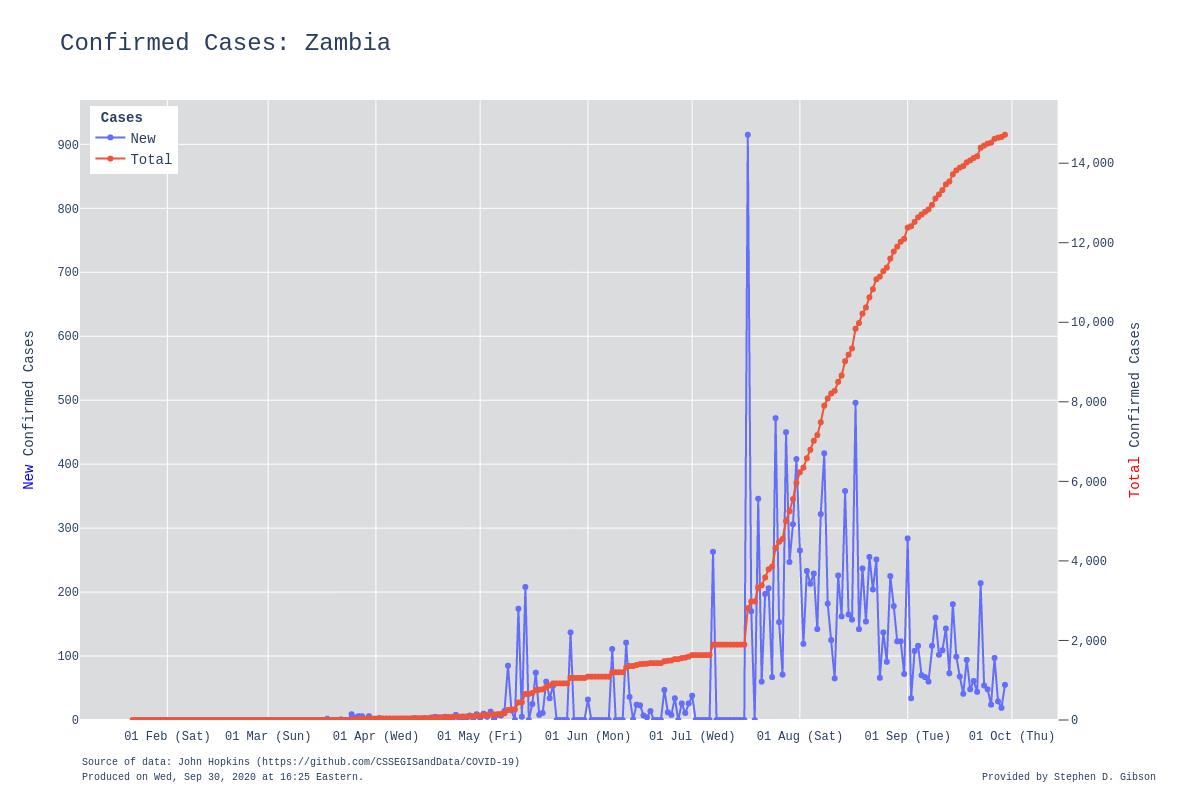 Confirmed Cases: Zambia
Cases
New
Total
900
800
700
600
500
400
300
200
100
0
New Confirmed Cases
14,000
12,000
10,000
8,000
6,000
4,000
2,000
0
Total Confirmed Cases
01 Feb (Sat)
01 Mar (Sun)
01 Apr (Wed)
01 May (Fri)
01 Jun (Mon)
01 Jul (Wed)
01 Aug (Sat)
01 Sep (Tue)
01 Oct (Thu)
Source of data: John Hopkins (https://github.com/CSSEGISandData/COVID-19)
Produced on Wed, Sep 30, 2020 at 16:25 Eastern.
Provided by Stephen D. Gibson